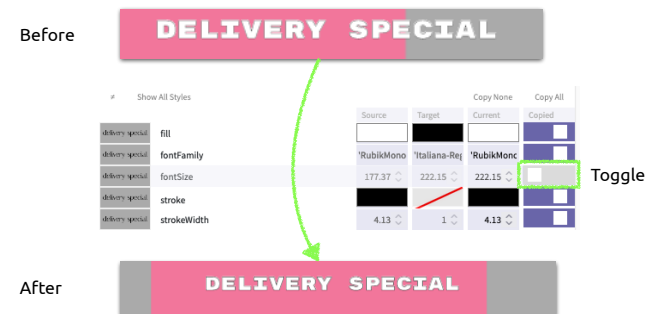 Before
DELIVERY SPECIAL
≠ Show All Styles Copy None Copy All
Source Target Current Copied
delivery special fill
delivery special fontFamily 'RubikMono 'Italiana-Reg 'RubikMonc
delivery special fontSize 177.37 222.15 222.15
Toggle
delivery special stroke
delivery special strokeWidth 4.13 1 4.13
After
DELIVERY SPECIAL